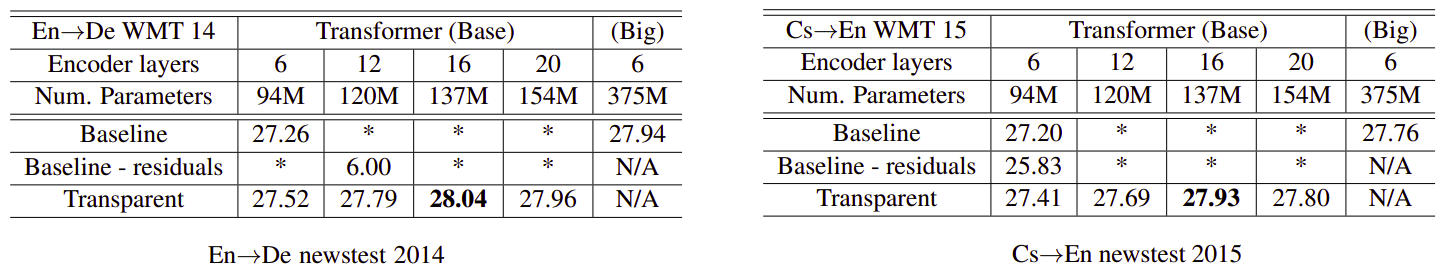 En→De WMT 14 Transformer (Base) (Big)
Encoder layers 6 12 16 20 6
Num. Parameters 94M 120M 137M 154M 375M
Baseline 27.26 * * * 27.94
Baseline - residuals * 6.00 * * N/A
Transparent 27.52 27.79 28.04 27.96 N/A
En→De newstest 2014
Cs→En WMT 15 Transformer (Base) (Big)
Encoder layers 6 12 16 20 6
Num. Parameters 94M 120M 137M 154M 375M
Baseline 27.20 * * * 27.76
Baseline - residuals 25.83 * * * N/A
Transparent 27.41 27.69 27.93 27.80 N/A
Cs→En newstest 2015